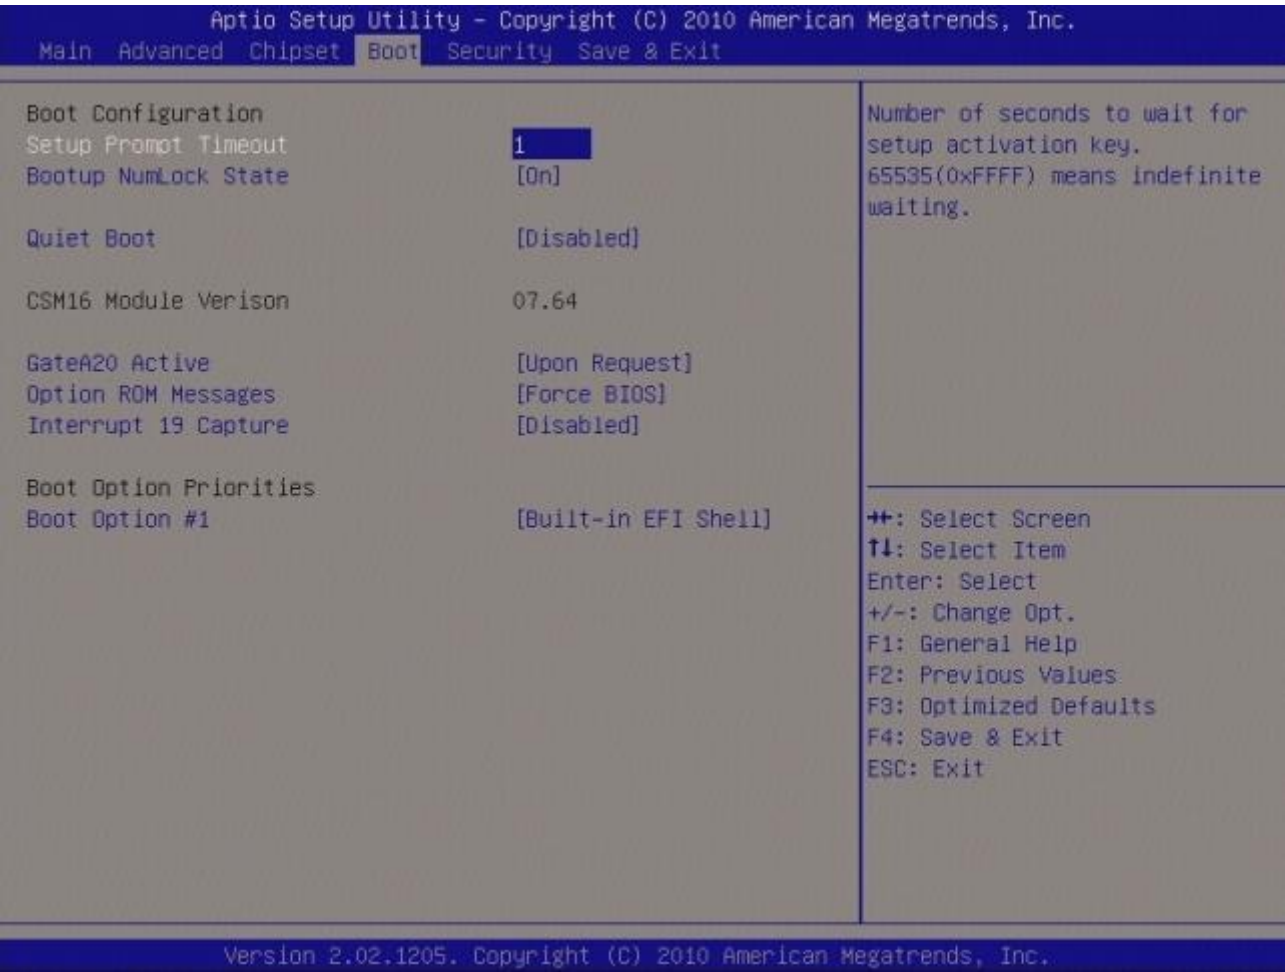 Aptio Setup Utility - Copyright (C) 2010 American Megatrends, Inc.
Main Advanced Chipset Boot Security Save & Exit
Boot Configuration
Setup Prompt Timeout 1
Bootup NumLock State [On]
Quiet Boot [Disabled]
CSM16 Module Verison 07.64
GateA20 Active [Upon Request]
Option ROM Messages [Force BIOS]
Interrupt 19 Capture [Disabled]
Boot Option Priorities
Boot Option #1 [Built-in EFI Shell]
Number of seconds to wait for
setup activation key.
65535(0xFFFF) means indefinite
waiting.
→←: Select Screen
↑↓: Select Item
Enter: Select
+/-: Change Opt.
F1: General Help
F2: Previous Values
F3: Optimized Defaults
F4: Save & Exit
ESC: Exit
Version 2.02.1205. Copyright (C) 2010 American Megatrends, Inc.